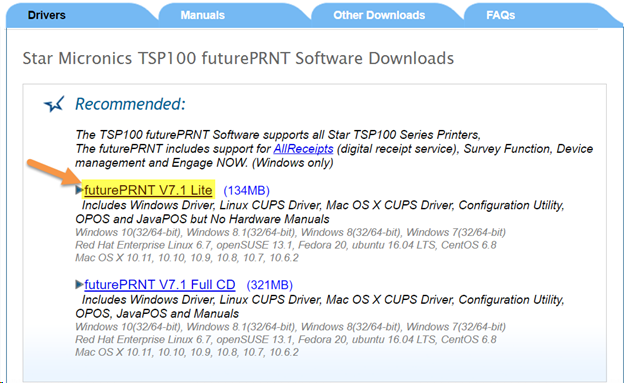 Drivers Manuals Other Downloads FAQs
Star Micronics TSP100 futurePRNT Software Downloads
Recommended:
The TSP100 futurePRNT Software supports all Star TSP100 Series Printers,
The futurePRNT includes support for AllReceipts (digital receipt service), Survey Function, Device
management and Engage NOW. (Windows only)
futurePRNT V7.1 Lite (134MB)
Includes Windows Driver, Linux CUPS Driver, Mac OS X CUPS Driver, Configuration Utility,
OPOS and JavaPOS but No Hardware Manuals
Windows 10(32/64-bit), Windows 8.1(32/64-bit), Windows 8(32/64-bit), Windows 7(32/64-bit)
Red Hat Enterprise Linux 6.7, openSUSE 13.1, Fedora 20, ubuntu 16.04 LTS, CentOS 6.8
Mac OS X 10.11, 10.10, 10.9, 10.8, 10.7, 10.6.2
futurePRNT V7.1 Full CD (321MB)
Includes Windows Driver, Linux CUPS Driver, Mac OS X CUPS Driver, Configuration Utility,
OPOS, JavaPOS and Manuals
Windows 10(32/64-bit), Windows 8.1(32/64-bit), Windows 8(32/64-bit), Windows 7(32/64-bit)
Red Hat Enterprise Linux 6.7, openSUSE 13.1, Fedora 20, ubuntu 16.04 LTS, CentOS 6.8
Mac OS X 10.11, 10.10, 10.9, 10.8, 10.7, 10.6.2